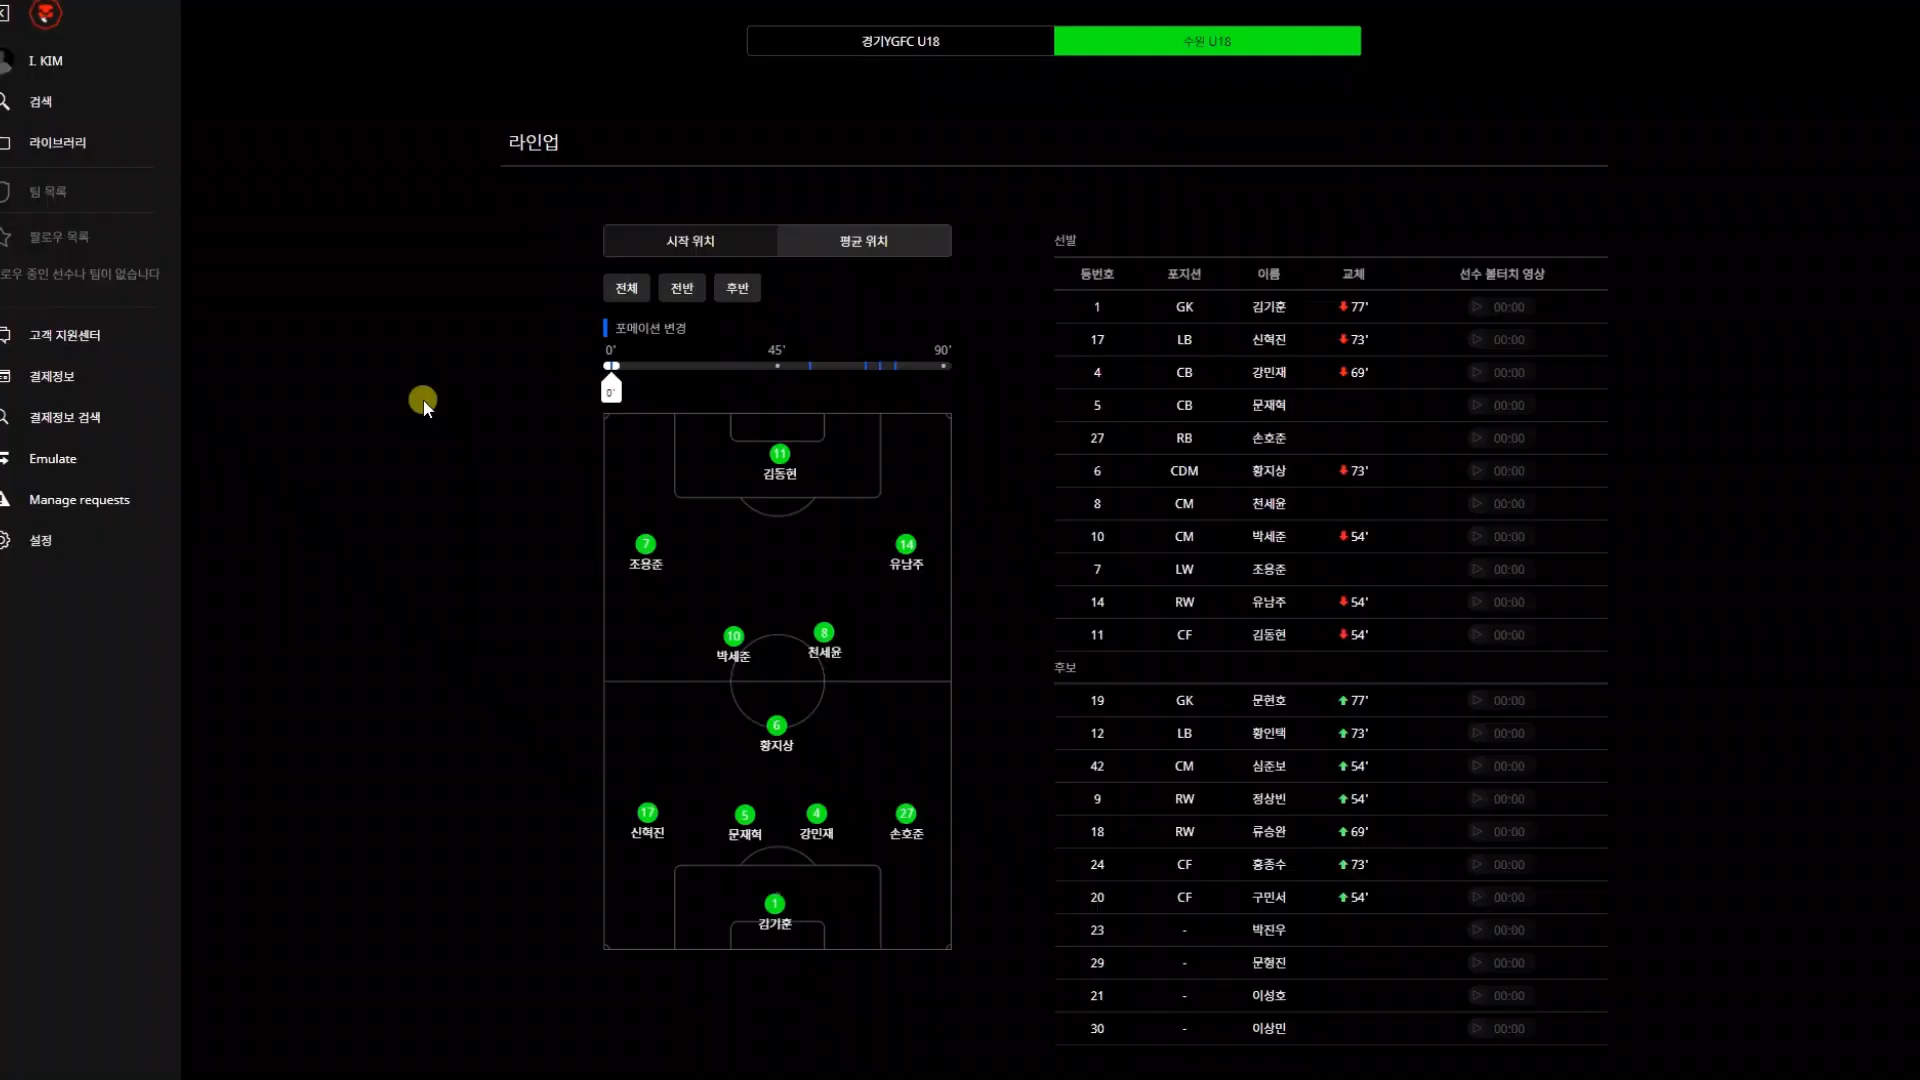 경기YGFC U18
수원 U18
I. KIM
검색
라이브러리
팀 목록
팔로우 목록
로우 중인 선수나 팀이 없습니다
고객 지원센터
결제정보
결제정보 검색
Emulate
Manage requests
설정
라인업
시작 위치 평균 위치
전체 전반 후반
포메이션 변경
0' 45' 90'
0'
11
김동현
7
조용준
14
유남주
10
박세준
8
천세윤
6
황지상
17
신혁진
5
문재혁
4
강민재
27
손호준
1
김기훈
선발
등번호 포지션 이름 교체 선수 볼터치 영상
1 GK 김기훈 77' 00:00
17 LB 신혁진 73' 00:00
4 CB 강민재 69' 00:00
5 CB 문재혁 00:00
27 RB 손호준 00:00
6 CDM 황지상 73' 00:00
8 CM 천세윤 00:00
10 CM 박세준 54' 00:00
7 LW 조용준 00:00
14 RW 유남주 54' 00:00
11 CF 김동현 54' 00:00
후보
19 GK 문현호 77' 00:00
12 LB 황인택 73' 00:00
42 CM 심준보 54' 00:00
9 RW 정상빈 54' 00:00
18 RW 류승완 69' 00:00
24 CF 홍종수 73' 00:00
20 CF 구민서 54' 00:00
23 - 박진우 00:00
29 - 문형진 00:00
21 - 이성호 00:00
30 - 이상민 00:00